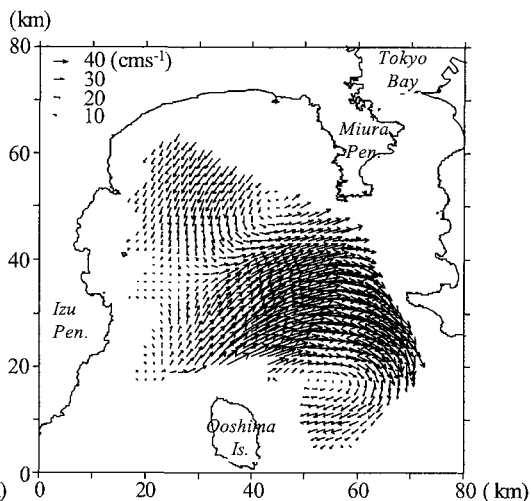 (km)
80
40 (cms⁻¹)
30
20
10
Tokyo
Bay
Miura
Pen.
60
40
Izu
Pen.
20
Ooshima
Is.
0
) 0 20 40 60 80 (km)